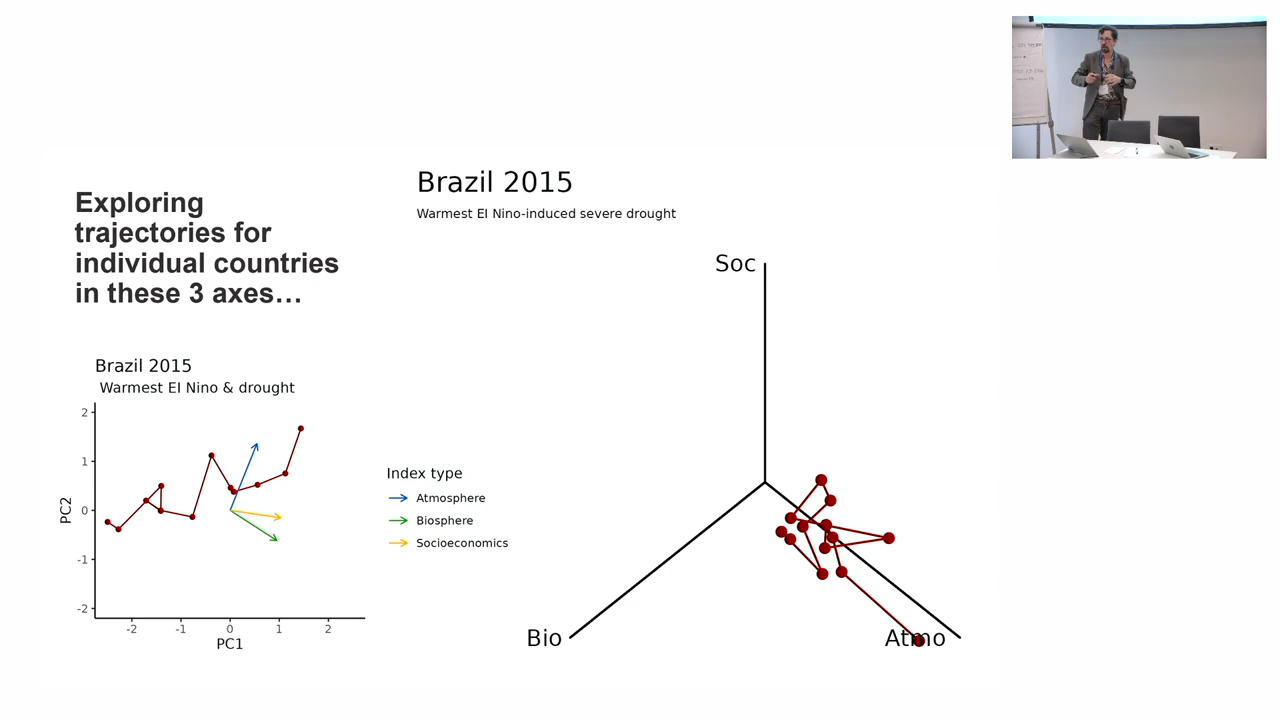 Exploring
trajectories for
individual countries
in these 3 axes…
Brazil 2015
Warmest El Nino-induced severe drought
Soc
Bio
Atmo
Brazil 2015
Warmest El Nino & drought
2
1
0
-1
-2
PC2
-2
-1
0
1
2
PC1
Index type
Atmosphere
Biosphere
Socioeconomics